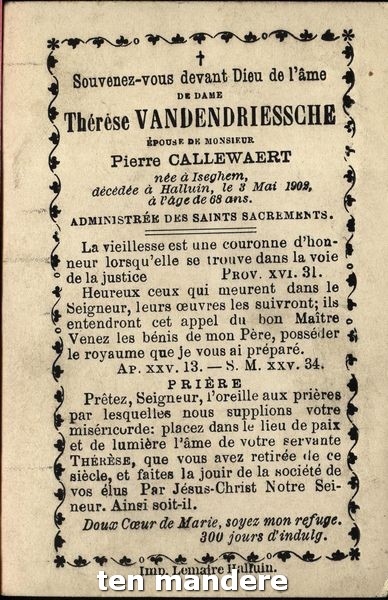 †
Souvenez-vous devant Dieu de l'âme
DE DAME
Thérèse VANDENDRIESSCHE
ÉPOUSE DE MONSIEUR
Pierre CALLEWAERT
née à Iseghem,
décédée à Halluin, le 3 Mai 1902,
à l'âge de 68 ans.
ADMINISTRÉE DES SAINTS SACREMENTS.
La vieillesse est une couronne d'hon-
neur lorsqu'elle se trouve dans la voie
de la justice PROV. XVI. 31.
Heureux ceux qui meurent dans le
Seigneur, leurs œuvres les suivront; ils
entendront cet appel du bon Maître
Venez les bénis de mon Père, posséder
le royaume que je vous ai préparé.
AP. XXV. 13. — S. M. XXV. 34.
PRIÈRE
Prêtez, Seigneur, l'oreille aux prières
par lesquelles nous supplions votre
miséricorde: placez dans le lieu de paix
et de lumière l'âme de votre servante
THÉRÈSE, que vous avez retirée de ce
siècle, et faites la jouir de la société de
vos élus Par Jésus-Christ Notre Sei-
neur. Ainsi soit-il.
Doux Cœur de Marie, soyez mon refuge.
300 jours d'indulg.
Imp. Lemaire Halluin.
ten mandere